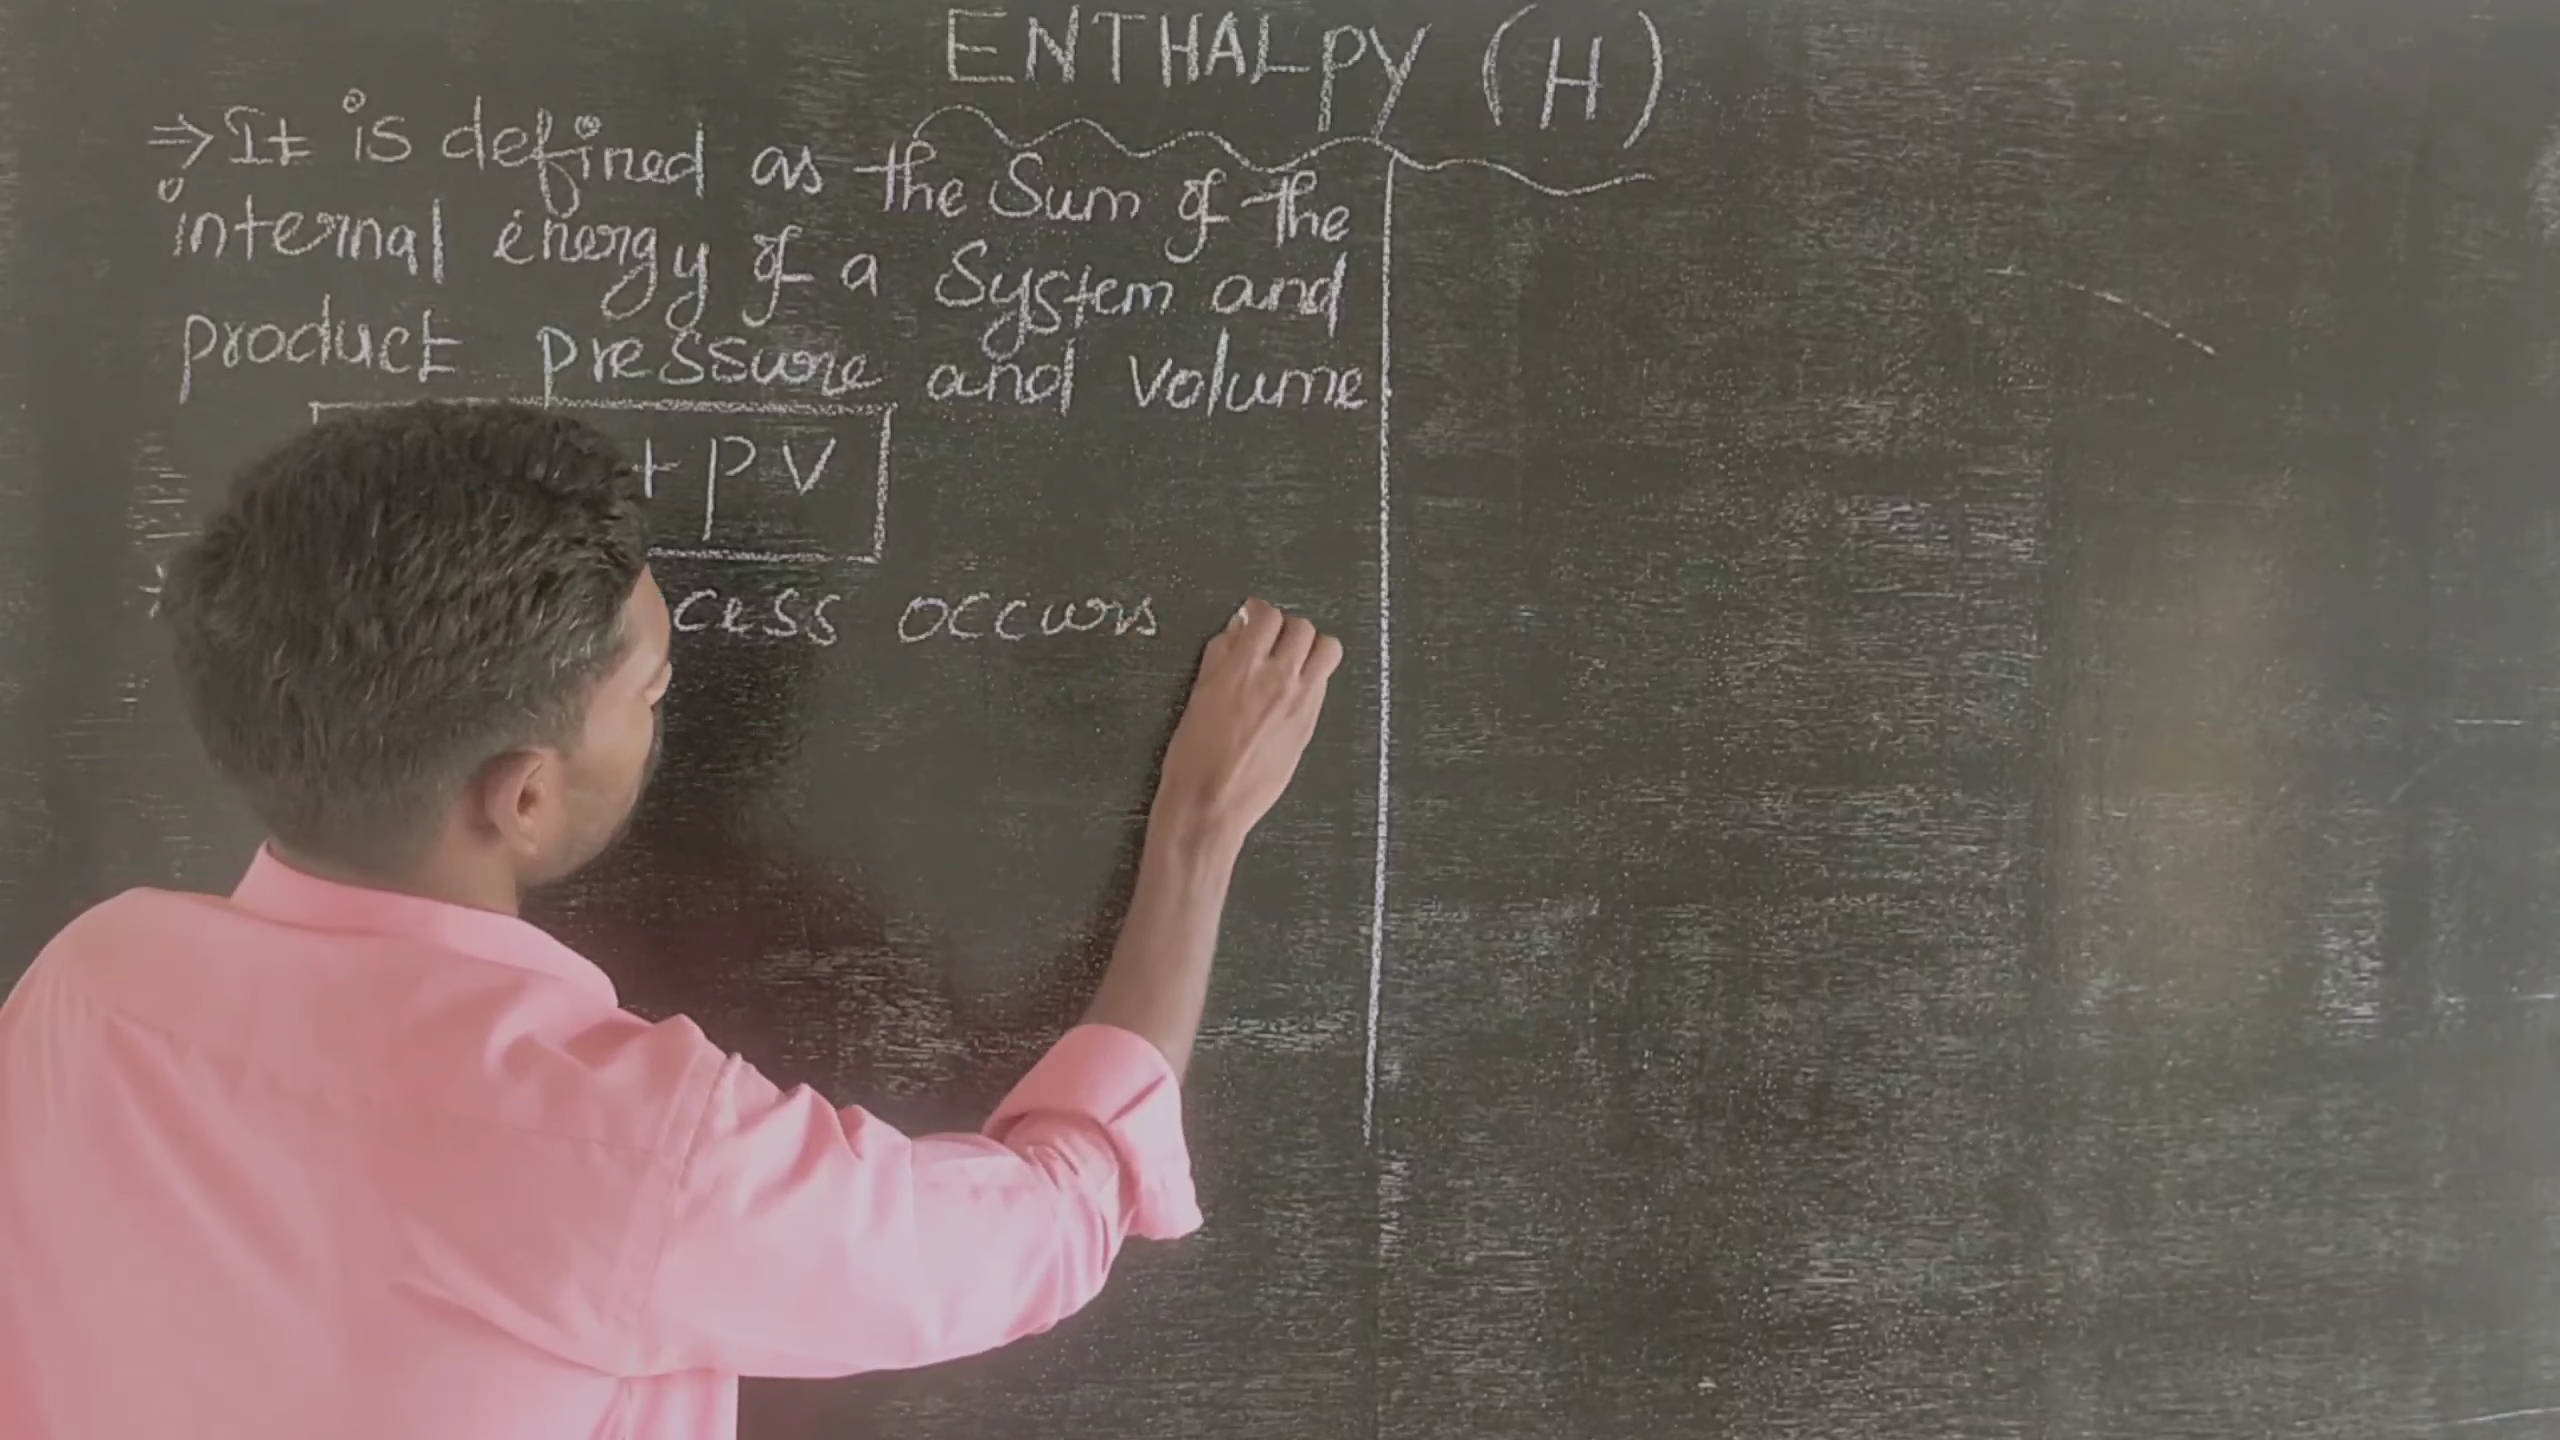 ENTHALPY (H)
⇒ It is defined as the Sum of the
internal energy of a System and
product pressure and volume
+ PV
occurs